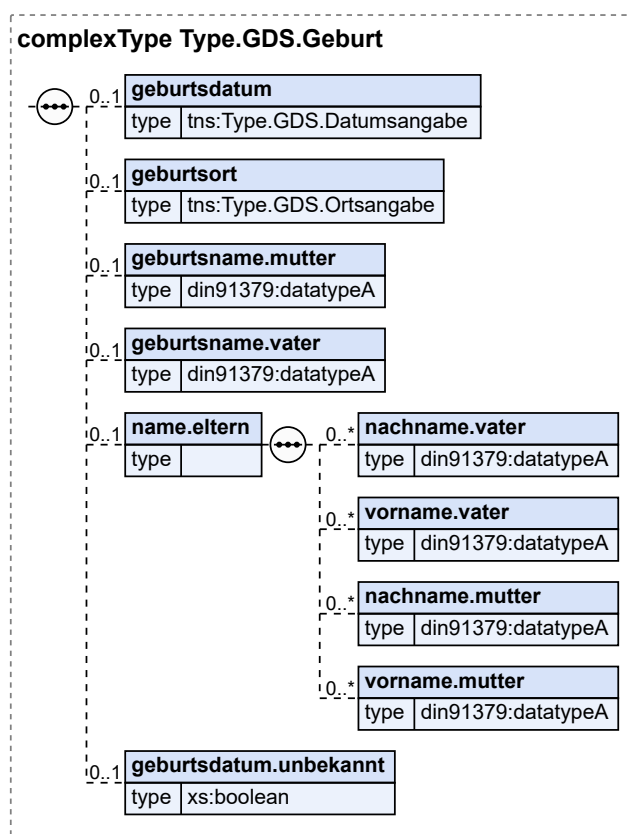 complexType Type.GDS.Geburt
0..1 geburtsdatum
type tns:Type.GDS.Datumsangabe
0..1 geburtsort
type tns:Type.GDS.Ortsangabe
0..1 geburtsname.mutter
type din91379:datatypeA
0..1 geburtsname.vater
type din91379:datatypeA
0..1 name.eltern
type
0..* nachname.vater
type din91379:datatypeA
0..* vorname.vater
type din91379:datatypeA
0..* nachname.mutter
type din91379:datatypeA
0..* vorname.mutter
type din91379:datatypeA
0..1 geburtsdatum.unbekannt
type xs:boolean